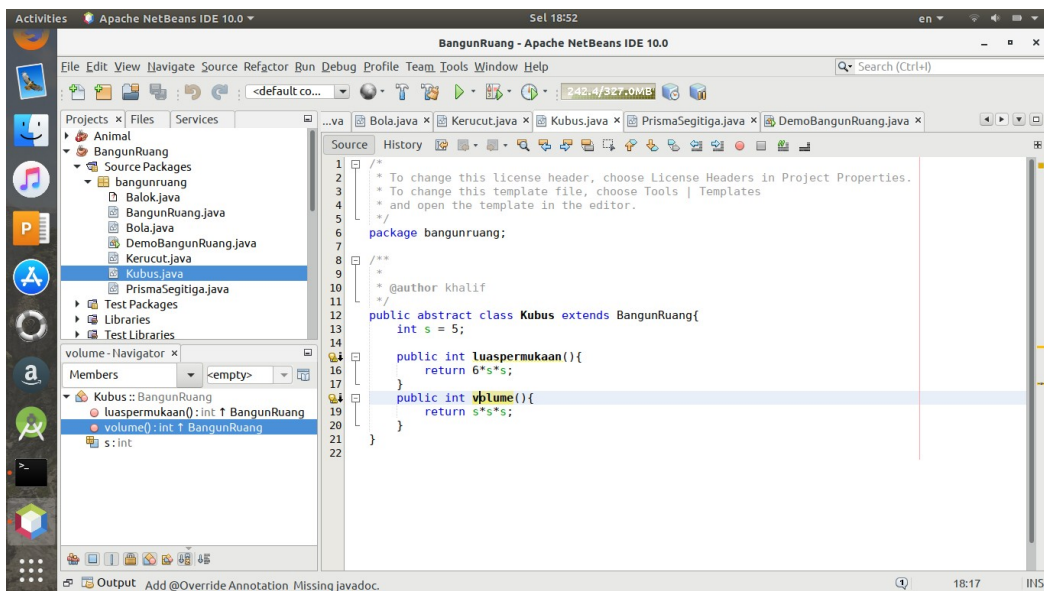 Activities Apache NetBeans IDE 10.0 Sel 18:52 en
BangunRuang - Apache NetBeans IDE 10.0
File Edit View Navigate Source Refactor Run Debug Profile Team Tools Window Help Search (Ctrl+I)
<default co... 242.4/327.0MB
Projects Files Services
Animal
BangunRuang
Source Packages
bangunruang
Balok.java
BangunRuang.java
Bola.java
DemoBangunRuang.java
Kerucut.java
Kubus.java
PrismaSegitiga.java
Test Packages
Libraries
Test Libraries
volume - Navigator
Members <empty>
Kubus :: BangunRuang
luaspermukaan() : int ↑ BangunRuang
volume() : int ↑ BangunRuang
s : int
...va Bola.java Kerucut.java Kubus.java PrismaSegitiga.java DemoBangunRuang.java
Source History
1 /*
2 * To change this license header, choose License Headers in Project Properties.
3 * To change this template file, choose Tools | Templates
4 * and open the template in the editor.
5 */
6 package bangunruang;
7
8 /**
9 *
10 * @author khalif
11 */
12 public abstract class Kubus extends BangunRuang{
13 int s = 5;
14
public int luaspermukaan(){
16 return 6*s*s;
17 }
public int volume(){
19 return s*s*s;
20 }
21 }
22
Output Add @Override Annotation Missing javadoc. 1 18:17 INS